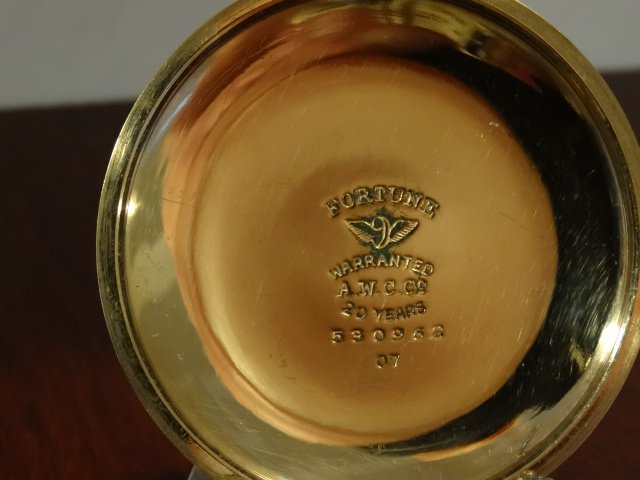 FORTUNE
WARRANTED
A.W.C.Co
20 YEARS
530962
07